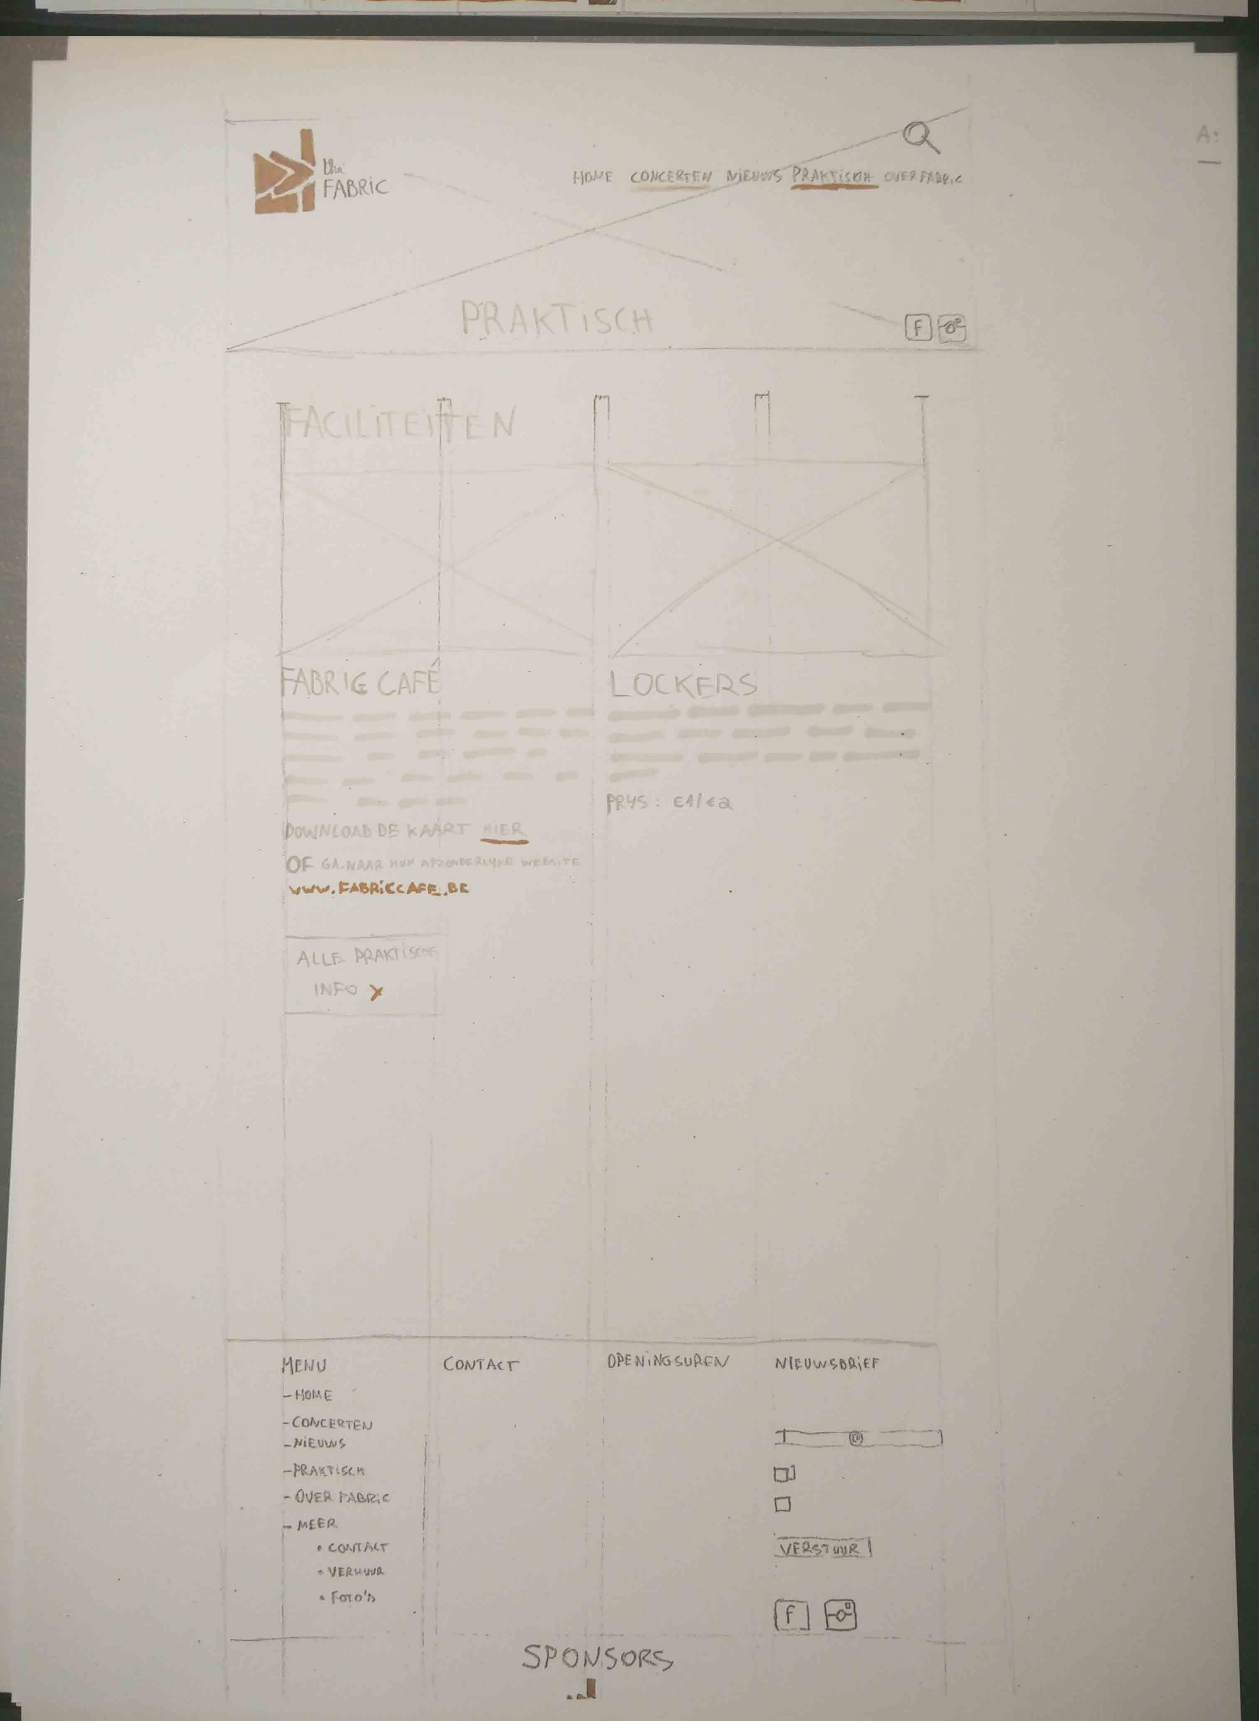 the
FABRIC
HOME CONCERTEN NIEUWS PRAKTISCH OVER FABRIC
PRAKTISCH
f
FACILITEITEN
FABRIC CAFÉ
LOCKERS
PRYS: €1/€2
DOWNLOAD DE KAART HIER
OF GA NAAR HUN AFZONDERLYKE WEBSITE
WWW.FABRICCAFE.BE
ALLE PRAKTISCHE
INFO
MENU
- HOME
- CONCERTEN
- NIEUWS
- PRAKTISCH
- OVER FABRIC
- MEER
• CONTACT
• VERHUUR
• FOTO'S
CONTACT
OPENINGSUREN
NIEUWSBRIEF
@
VERSTUUR
f
SPONSORS
A: